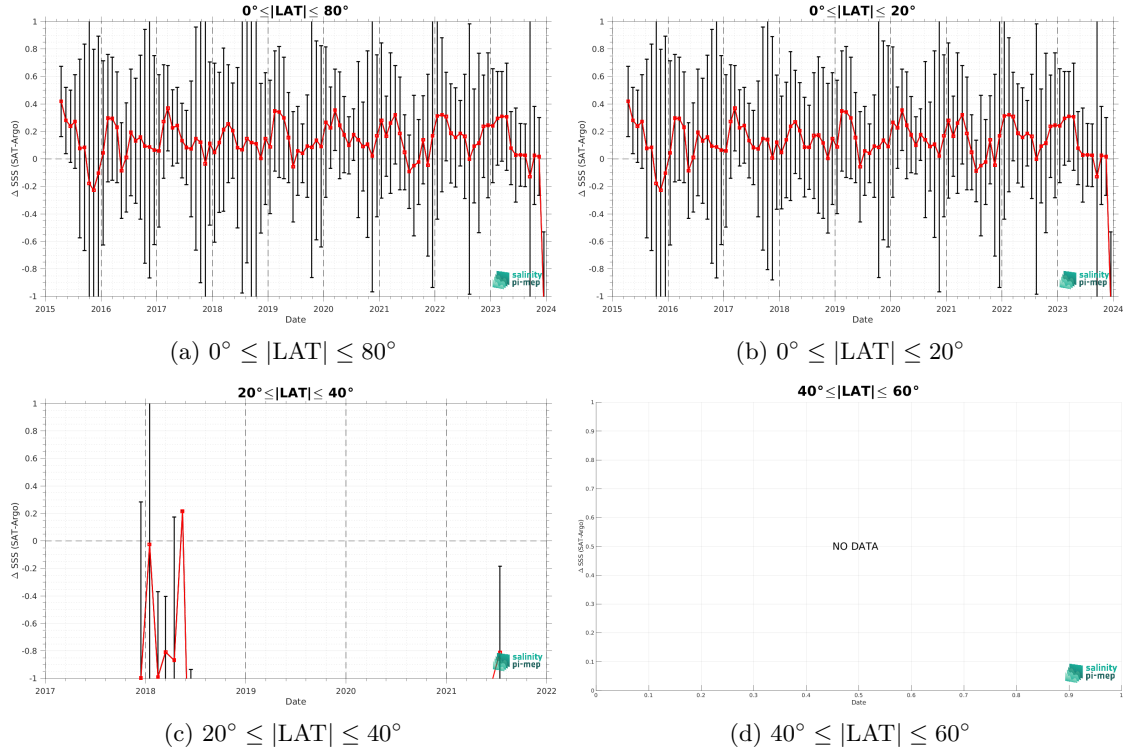 0°≤|LAT|≤ 80°
Δ SSS (SAT-Argo)
1
0.8
0.6
0.4
0.2
0
-0.2
-0.4
-0.6
-0.8
-1
2015 2016 2017 2018 2019 2020 2021 2022 2023 2024
Date
salinity
pi-mep
(a) 0° ≤ |LAT| ≤ 80°
0°≤|LAT|≤ 20°
Δ SSS (SAT-Argo)
1
0.8
0.6
0.4
0.2
0
-0.2
-0.4
-0.6
-0.8
-1
2015 2016 2017 2018 2019 2020 2021 2022 2023 2024
Date
salinity
pi-mep
(b) 0° ≤ |LAT| ≤ 20°
20°≤|LAT|≤ 40°
Δ SSS (SAT-Argo)
1
0.8
0.6
0.4
0.2
0
-0.2
-0.4
-0.6
-0.8
-1
2017 2018 2019 2020 2021 2022
Date
salinity
pi-mep
(c) 20° ≤ |LAT| ≤ 40°
40°≤|LAT|≤ 60°
Δ SSS (SAT-Argo)
1
0.9
0.8
0.7
0.6
0.5
0.4
0.3
0.2
0.1
0
NO DATA
0 0.1 0.2 0.3 0.4 0.5 0.6 0.7 0.8 0.9 1
Date
salinity
pi-mep
(d) 40° ≤ |LAT| ≤ 60°